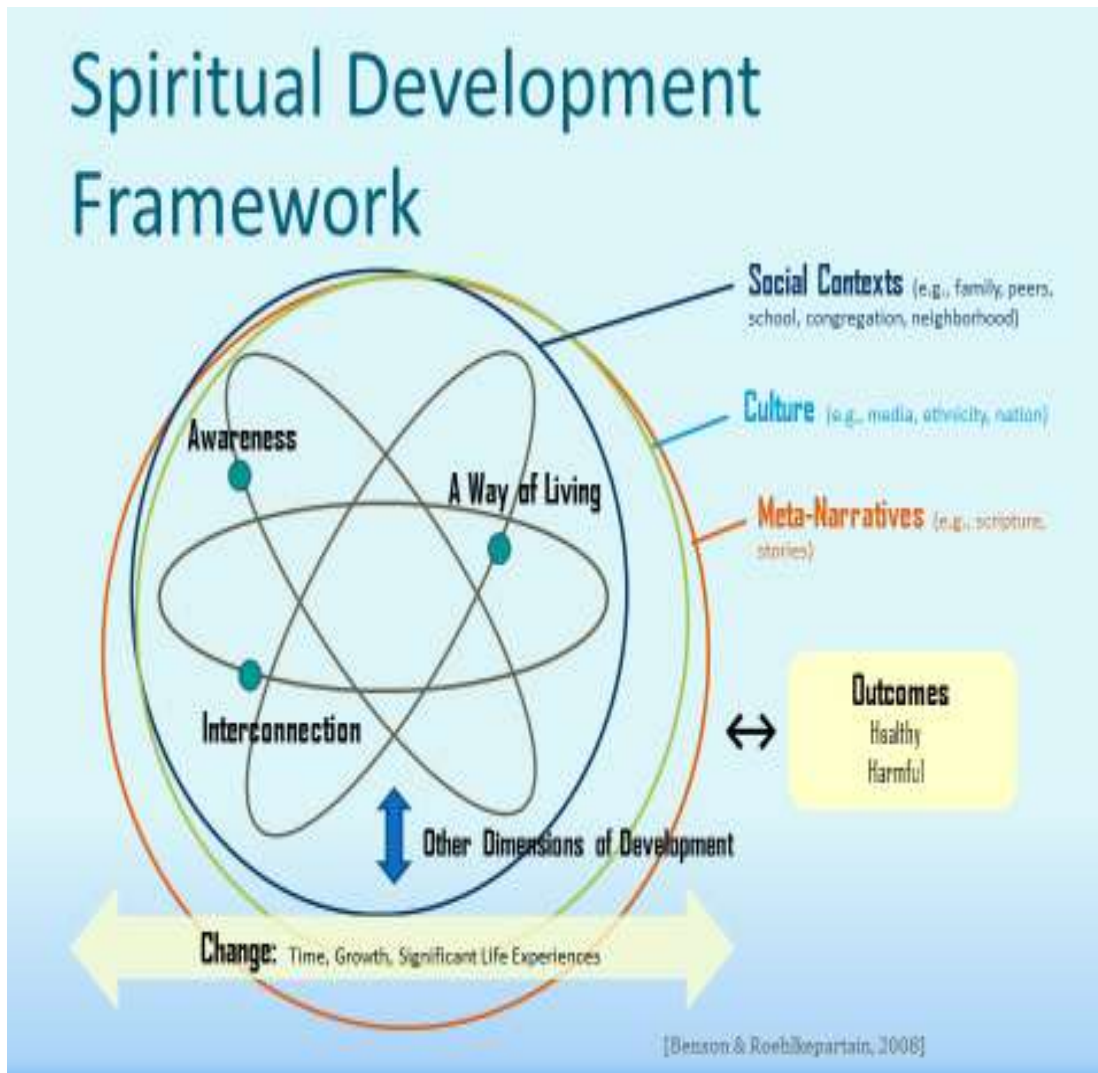 Spiritual Development
Framework
Social Contexts (e.g., family, peers,
school, congregation, neighborhood)
Culture (e.g., media, ethnicity, nation)
Meta-Narratives (e.g., scripture,
stories)
Awareness
A Way of Living
Interconnection
Outcomes
Healthy
Harmful
Other Dimensions of Development
Change: Time, Growth, Significant Life Experiences
[Benson & Roehlkepartain, 2008]